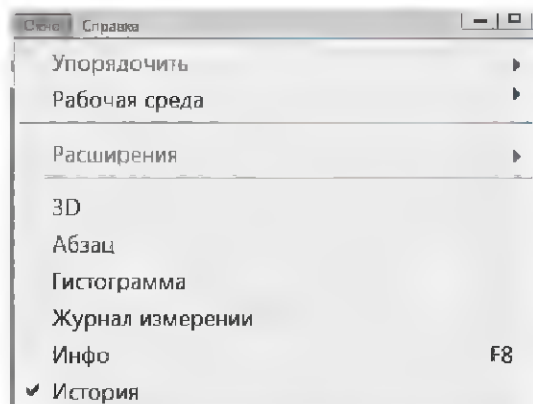 Окно Справка
Упорядочить
Рабочая среда
Расширения
3D
Абзац
Гистограмма
Журнал измерении
Инфо F8
✔ История